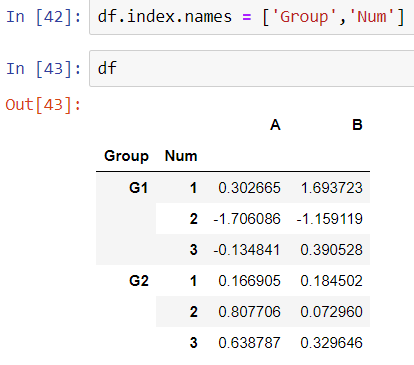 In [42]: df.index.names = ['Group','Num']
In [43]: df
Out[43]:
A B
Group Num
G1 1 0.302665 1.693723
2 -1.706086 -1.159119
3 -0.134841 0.390528
G2 1 0.166905 0.184502
2 0.807706 0.072960
3 0.638787 0.329646